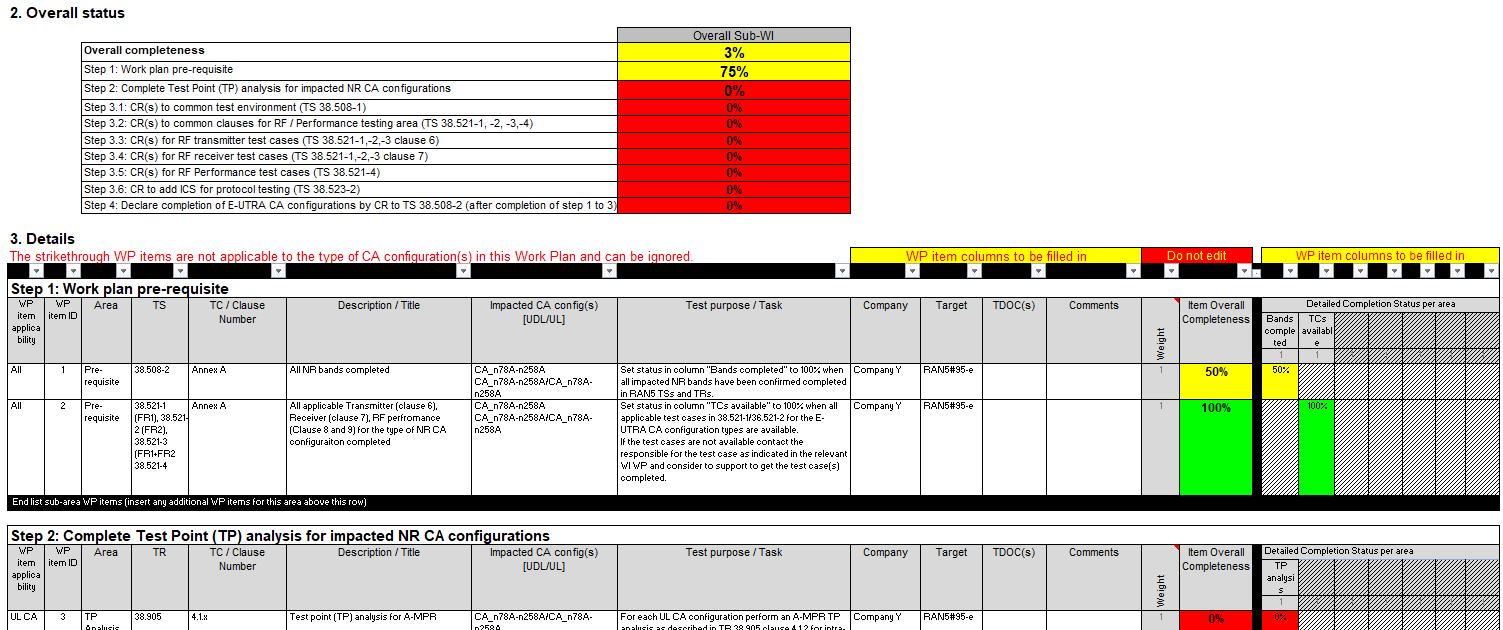 2. Overall status
Overall Sub-WI
Overall completeness 3%
Step 1: Work plan pre-requisite 75%
Step 2: Complete Test Point (TP) analysis for impacted NR CA configurations 0%
Step 3.1: CR(s) to common test environment (TS 38.508-1) 0%
Step 3.2: CR(s) to common clauses for RF / Performance testing area (TS 38.521-1, -2, -3,-4) 0%
Step 3.3: CR(s) for RF transmitter test cases (TS 38.521-1,-2,-3 clause 6) 0%
Step 3.4: CR(s) for RF receiver test cases (TS 38.521-1,-2,-3 clause 7) 0%
Step 3.5: CR(s) for RF Performance test cases (TS 38.521-4) 0%
Step 3.6: CR to add ICS for protocol testing (TS 38.523-2) 0%
Step 4: Declare completion of E-UTRA CA configurations by CR to TS 38.508-2 (after completion of step 1 to 3) 0%
3. Details
The strikethrough WP items are not applicable to the type of CA configuration(s) in this Work Plan and can be ignored.
WP item columns to be filled in
Do not edit
WP item columns to be filled in
Step 1: Work plan pre-requisite
WP
item
applica
bility
WP
item ID
Area
TS
TC / Clause
Number
Description / Title
Impacted CA config(s)
[UDL/UL]
Test purpose / Task
Company
Target
TDOC(s)
Comments
Weight
Item Overall
Completeness
Detailed Completion Status per area
Bands
comple
ted
TCs
availabl
e
1
1
All
1
Pre-
requisite
38.508-2
Annex A
All NR bands completed
CA_n78A-n258A
CA_n78A-n258A/CA_n78A-
n258A
Set status in column "Bands completed" to 100% when
all impacted NR bands have been confirmed completed
in RAN5 TSs and TRs.
Company Y
RAN5#95-e
1
50%
50%
All
2
Pre-
requisite
38.521-1
(FR1), 38.521-
2 (FR2),
38.521-3
(FR1+FR2
38.521-4
Annex A
All applicable Transmitter (clause 6),
Receiver (clause 7), RF perfromance
(Clause 8 and 9) for the type of NR CA
configuraiton completed
CA_n78A-n258A
CA_n78A-n258A/CA_n78A-
n258A
Set status in column "TCs available" to 100% when all
applicable test cases in 38.521-1/36.521-2 for the E-
UTRA CA configuration types are available.
If the test cases are not available contact the
responsible for the test case as indicated in the relevant
WI WP and consider to support to get the test case(s)
completed.
Company Y
RAN5#95-e
1
100%
100%
End list sub-area WP items (insert any additional WP items for this area above this row)
Step 2: Complete Test Point (TP) analysis for impacted NR CA configurations
WP
item
applica
bility
WP
item ID
Area
TR
TC / Clause
Number
Description / Title
Impacted CA config(s)
[UDL/UL]
Test purpose / Task
Company
Target
TDOC(s)
Comments
Weight
Item Overall
Completeness
Detailed Completion Status per area
TP
analysi
s
1
UL CA
3
TP
Analysis
38.905
4.1.x
Test point (TP) analysis for A-MPR
CA_n78A-n258A
CA_n78A-n258A/CA_n78A-
n258A
For each UL CA configuration perform an A-MPR TP
analysis as described in TR 38.905 clause 4.1.2 for intra-
Company Y
RAN5#95-e
1
0%
0%